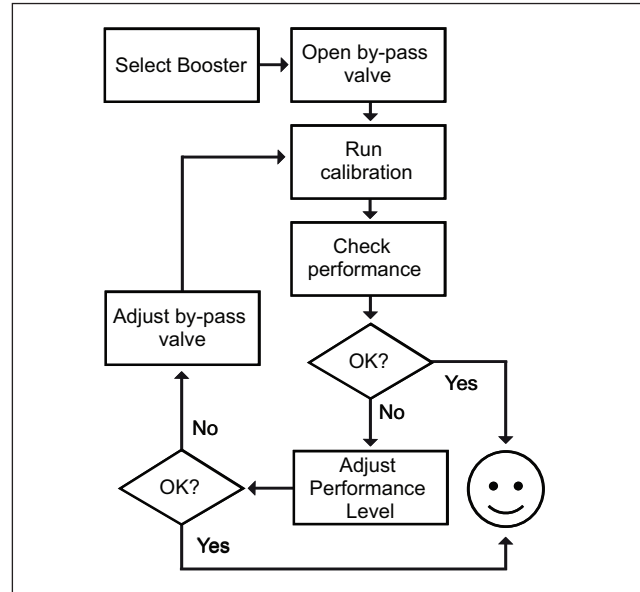 Select Booster
Open by-pass
valve
Run
calibration
Check
performance
Adjust by-pass
valve
OK?
Yes
No
No
Adjust
Performance
Level
OK?
Yes